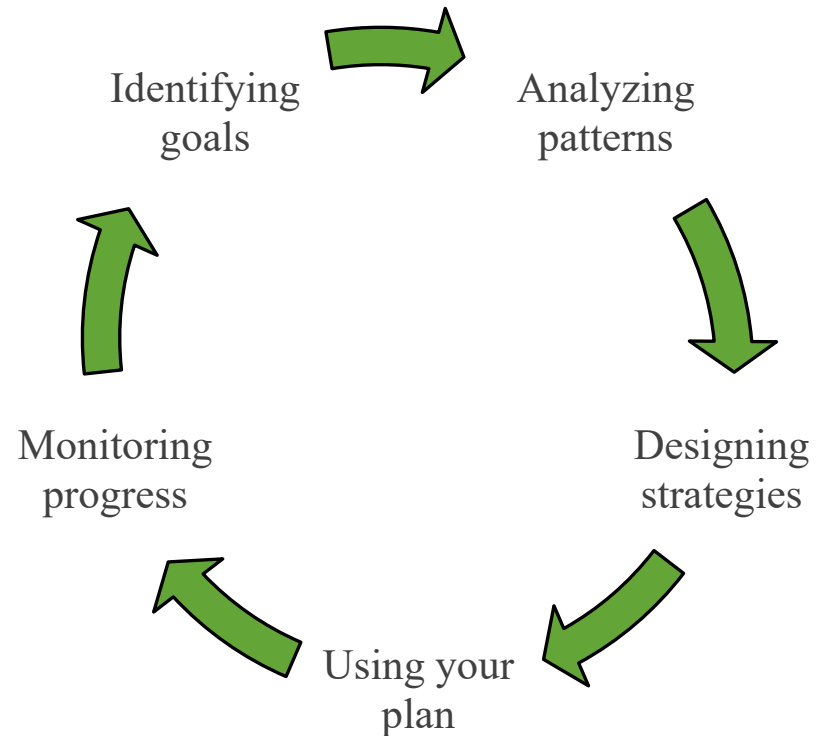 Identifying
goals
Analyzing
patterns
Designing
strategies
Using your
plan
Monitoring
progress